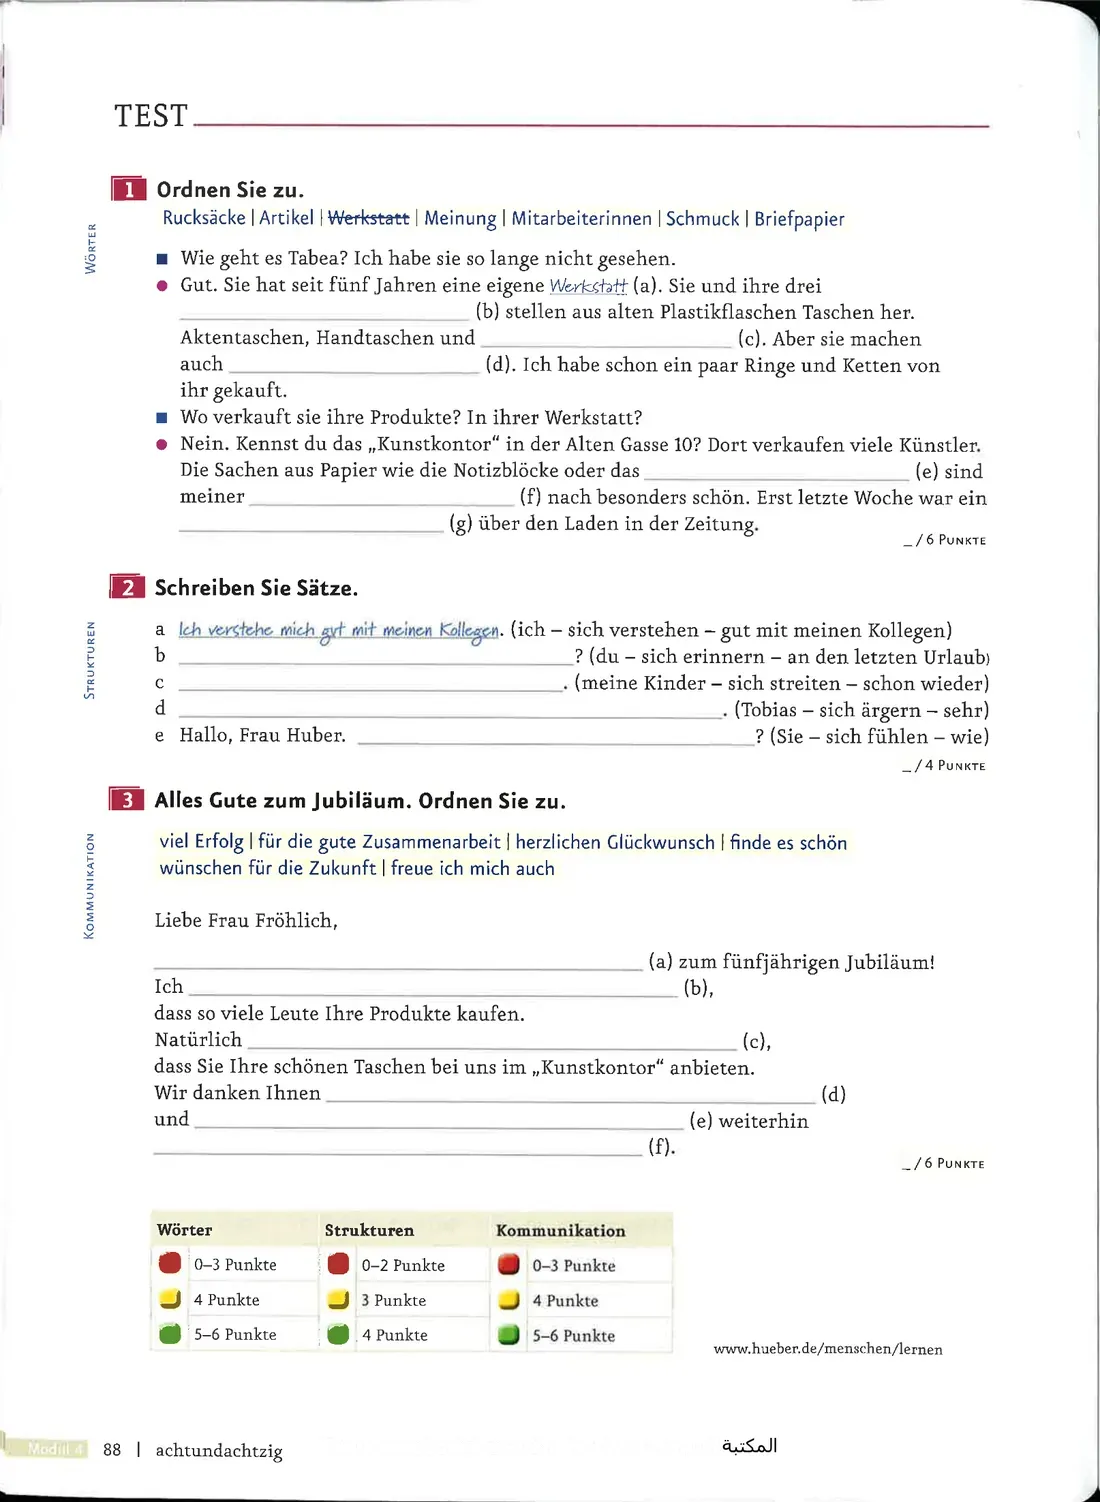 TEST
1 Ordnen Sie zu.
WÖRTER
Rucksäcke | Artikel | Werkstatt | Meinung | Mitarbeiterinnen | Schmuck | Briefpapier
Wie geht es Tabea? Ich habe sie so lange nicht gesehen.
Gut. Sie hat seit fünf Jahren eine eigene Werkstatt (a). Sie und ihre drei
(b) stellen aus alten Plastikflaschen Taschen her.
Aktentaschen, Handtaschen und (c). Aber sie machen
auch (d). Ich habe schon ein paar Ringe und Ketten von
ihr gekauft.
Wo verkauft sie ihre Produkte? In ihrer Werkstatt?
Nein. Kennst du das „Kunstkontor“ in der Alten Gasse 10? Dort verkaufen viele Künstler.
Die Sachen aus Papier wie die Notizblöcke oder das (e) sind
meiner (f) nach besonders schön. Erst letzte Woche war ein
(g) über den Laden in der Zeitung.
_ / 6 PUNKTE
2 Schreiben Sie Sätze.
STRUKTUREN
a Ich verstehe mich gut mit meinen Kollegen. (ich – sich verstehen – gut mit meinen Kollegen)
b ? (du – sich erinnern – an den letzten Urlaub)
c . (meine Kinder – sich streiten – schon wieder)
d . (Tobias – sich ärgern – sehr)
e Hallo, Frau Huber. ? (Sie – sich fühlen – wie)
_ / 4 PUNKTE
3 Alles Gute zum Jubiläum. Ordnen Sie zu.
KOMMUNIKATION
viel Erfolg | für die gute Zusammenarbeit | herzlichen Glückwunsch | finde es schön
wünschen für die Zukunft | freue ich mich auch
Liebe Frau Fröhlich,
(a) zum fünfjährigen Jubiläum!
Ich (b),
dass so viele Leute Ihre Produkte kaufen.
Natürlich (c),
dass Sie Ihre schönen Taschen bei uns im „Kunstkontor“ anbieten.
Wir danken Ihnen (d)
und (e) weiterhin
(f).
_ / 6 PUNKTE
Wörter Strukturen Kommunikation
0–3 Punkte 0–2 Punkte 0–3 Punkte
4 Punkte 3 Punkte 4 Punkte
5–6 Punkte 4 Punkte 5–6 Punkte
www.hueber.de/menschen/lernen
Modul 4 88 | achtundachtzig
المكتبة